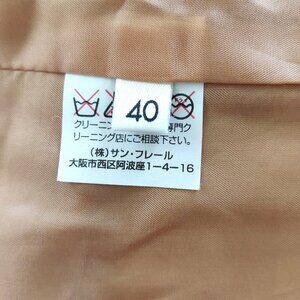 40
クリーニン 専門ク
リーニング店にご相談下さい。
(株)サン・フレール
大阪市西区阿波座1-4-16